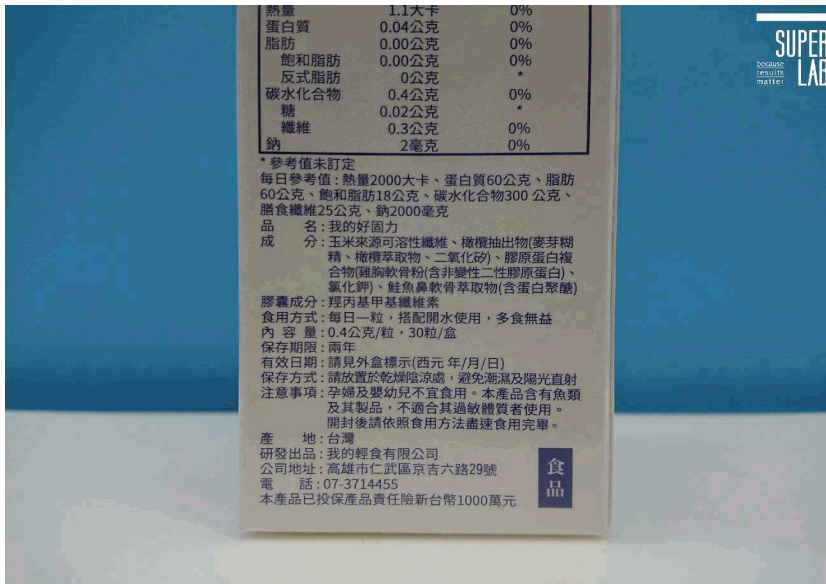 熱量 1.1大卡 0%
蛋白質 0.04公克 0%
脂肪 0.00公克 0%
飽和脂肪 0.00公克 0%
反式脂肪 0公克 *
碳水化合物 0.4公克 0%
糖 0.02公克 *
纖維 0.3公克 0%
鈉 2毫克 0%
* 參考值未訂定
每日參考值:熱量2000大卡、蛋白質60公克、脂肪
60公克、飽和脂肪18公克、碳水化合物300 公克、
膳食纖維25公克、鈉2000毫克
品 名:我的好固力
成 分:玉米來源可溶性纖維、橄欖抽出物(麥芽糊
精、橄欖萃取物、二氧化矽)、膠原蛋白複
合物(雞胸軟骨粉(含非變性二性膠原蛋白)、
氯化鉀)、鮭魚鼻軟骨萃取物(含蛋白聚醣)
膠囊成分:羥丙基甲基纖維素
食用方式:每日一粒，搭配開水使用，多食無益
內 容 量:0.4公克/粒，30粒/盒
保存期限:兩年
有效日期:請見外盒標示(西元 年/月/日)
保存方式:請放置於乾燥陰涼處，避免潮濕及陽光直射
注意事項:孕婦及嬰幼兒不宜食用。本產品含有魚類
及其製品，不適合其過敏體質者使用。
開封後請依照食用方法盡速食用完畢。
產 地:台灣
研發出品:我的輕食有限公司
公司地址:高雄市仁武區京吉六路29號
電 話:07-3714455
本產品已投保產品責任險新台幣1000萬元
食品
SUPER
because
results
matter
LAB